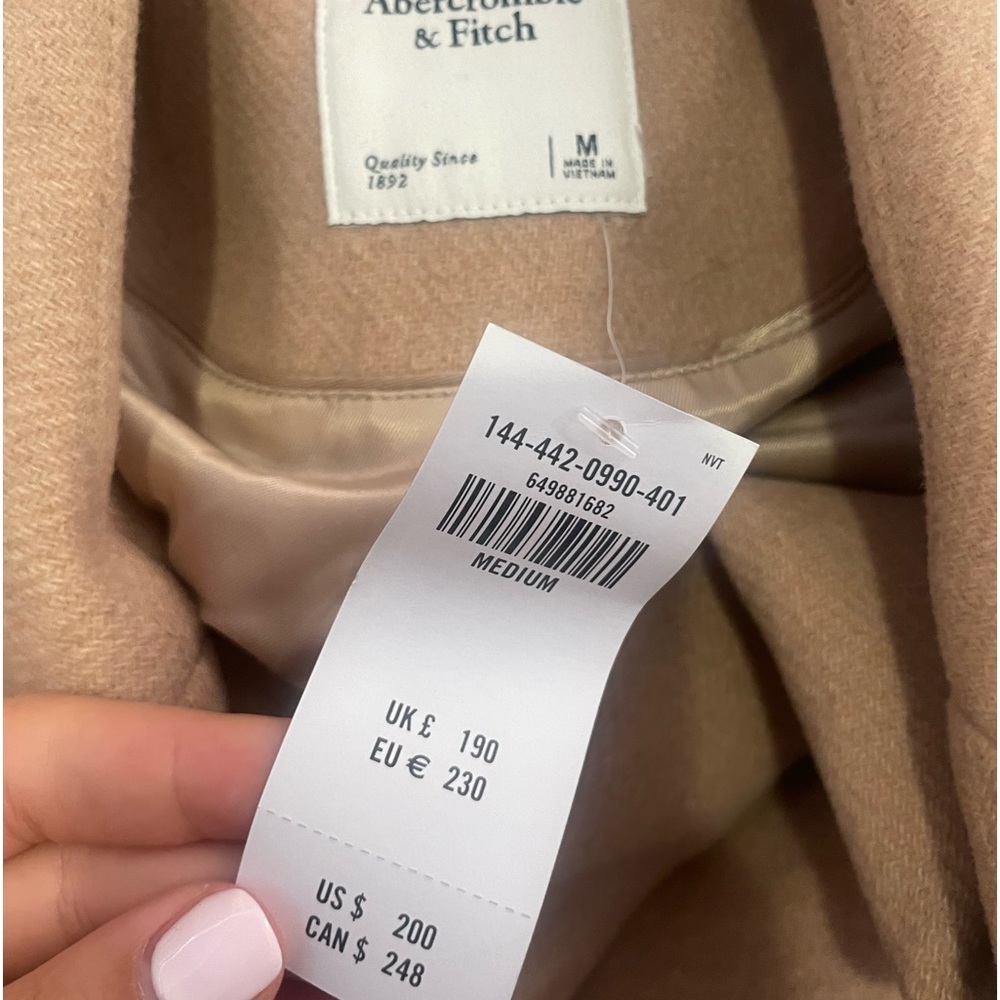 Abercrombie
& Fitch
Quality Since
1892
M
MADE IN
VIETNAM
144-442-0990-401
NVT
649881682
MEDIUM
UK £ 190
EU € 230
US $ 200
CAN $ 248